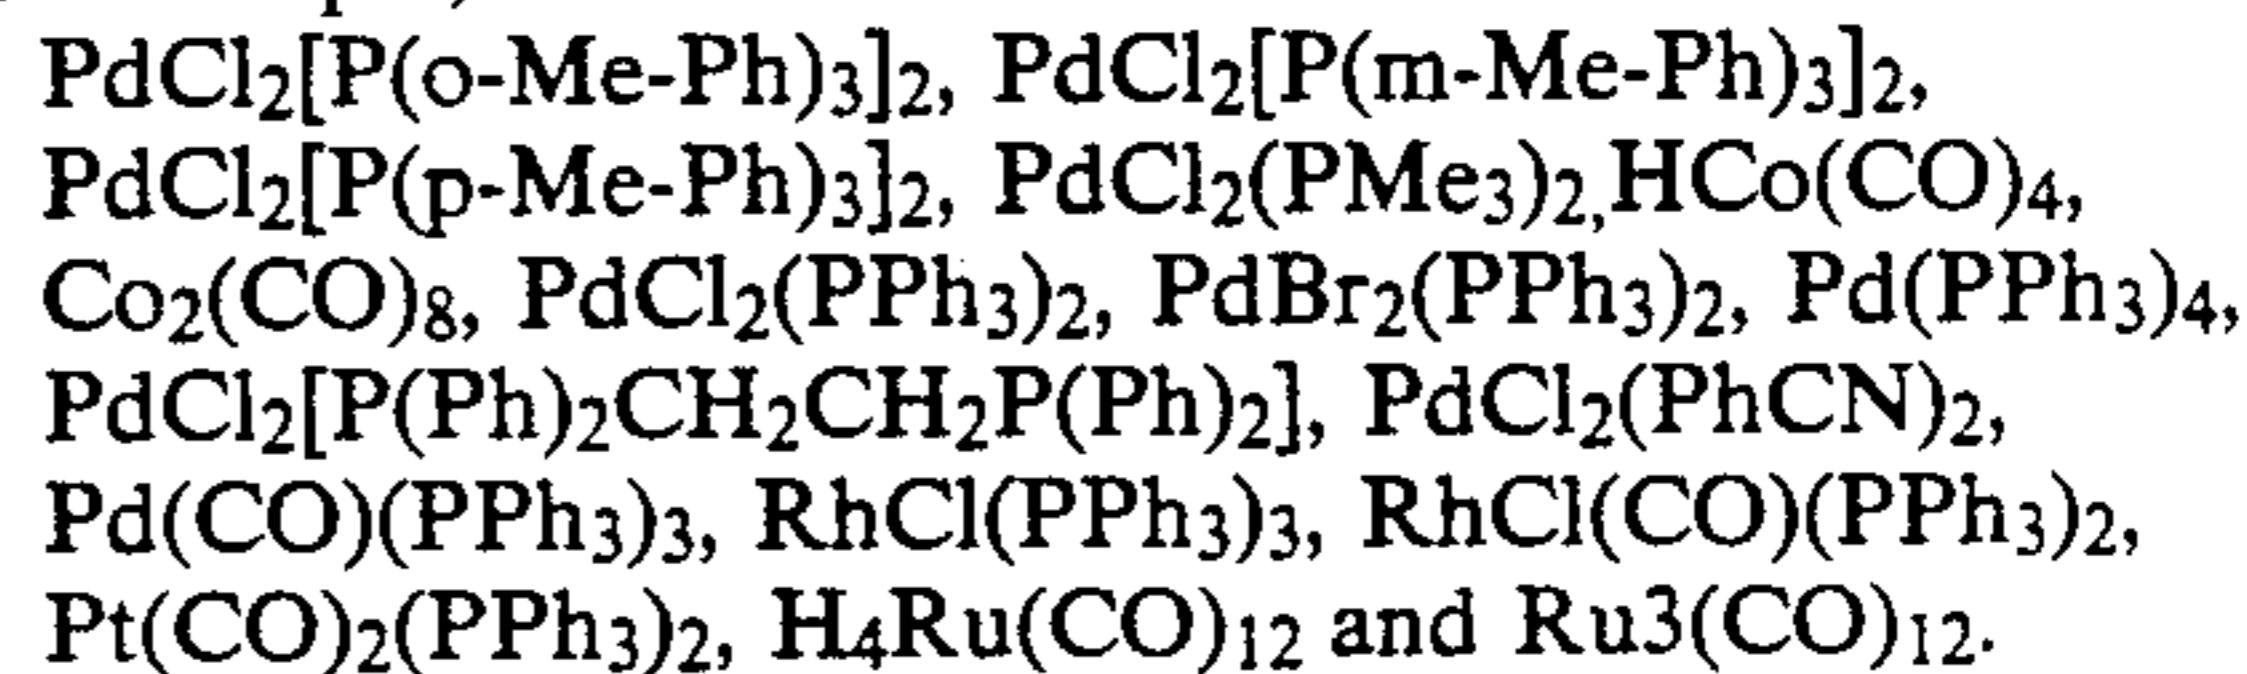 PdCl2[P(o-Me-Ph)3]2, PdCl2[P(m-Me-Ph)3]2,
PdCl2[P(p-Me-Ph)3]2, PdCl2(PMe3)2,HCo(CO)4,
Co2(CO)8, PdCl2(PPh3)2, PdBr2(PPh3)2, Pd(PPh3)4,
PdCl2[P(Ph)2CH2CH2P(Ph)2], PdCl2(PhCN)2,
Pd(CO)(PPh3)3, RhCl(PPh3)3, RhCl(CO)(PPh3)2,
Pt(CO)2(PPh3)2, H4Ru(CO)12 and Ru3(CO)12.